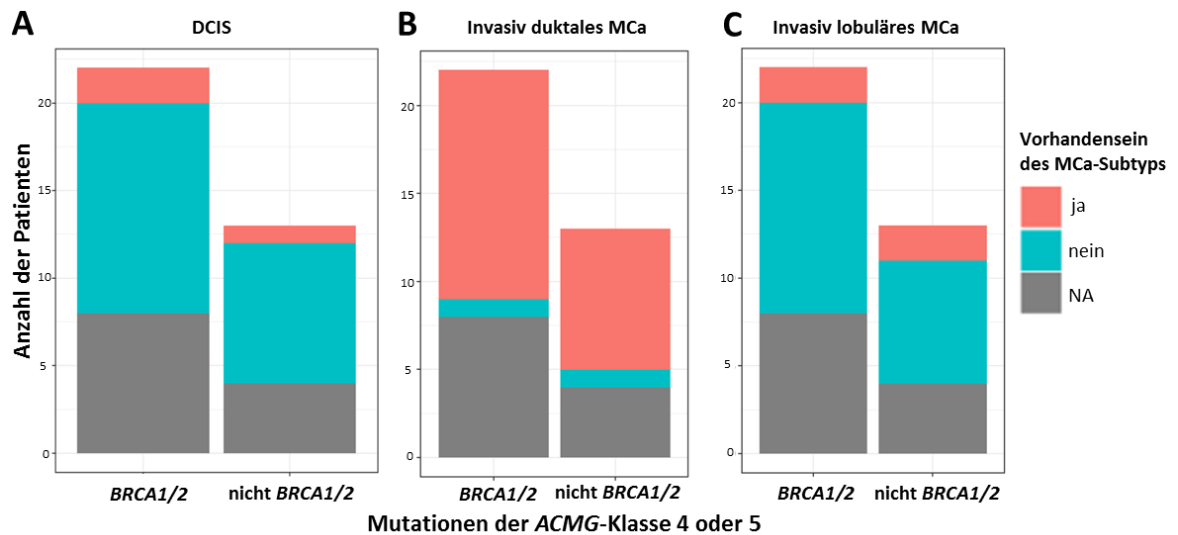 A
DCIS
B
Invasiv duktales MCa
C
Invasiv lobuläres MCa
Anzahl der Patienten
20
15
10
5
0
BRCA1/2
nicht BRCA1/2
20
15
10
5
0
BRCA1/2
nicht BRCA1/2
20
15
10
5
0
BRCA1/2
nicht BRCA1/2
Mutationen der ACMG-Klasse 4 oder 5
Vorhandensein
des MCa-Subtyps
ja
nein
NA